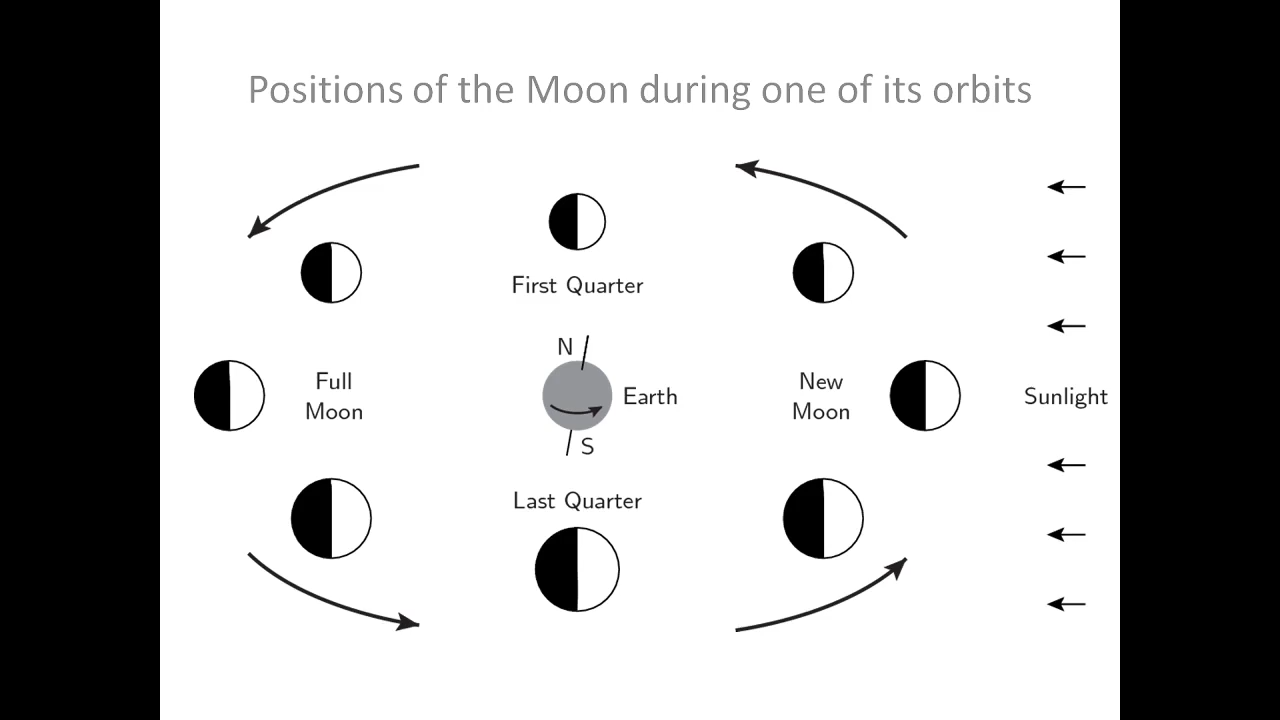 Positions of the Moon during one of its orbits
First Quarter
N
Full
Moon
Earth
New
Moon
Sunlight
S
Last Quarter